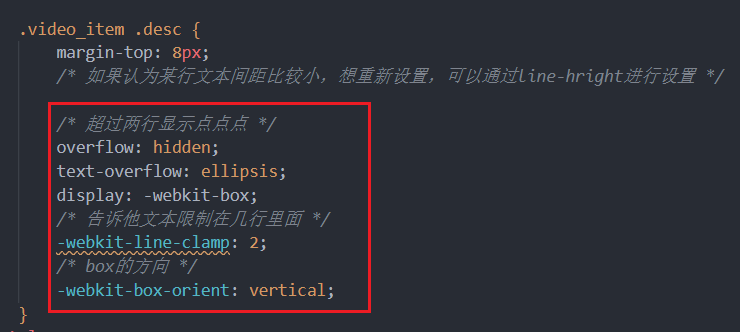 .video_item .desc {
margin-top: 8px;
/* 如果认为某行文本间距比较小，想重新设置，可以通过line-hright进行设置 */
/* 超过两行显示点点点 */
overflow: hidden;
text-overflow: ellipsis;
display: -webkit-box;
/* 告诉他文本限制在几行里面 */
-webkit-line-clamp: 2;
/* box的方向 */
-webkit-box-orient: vertical;
}